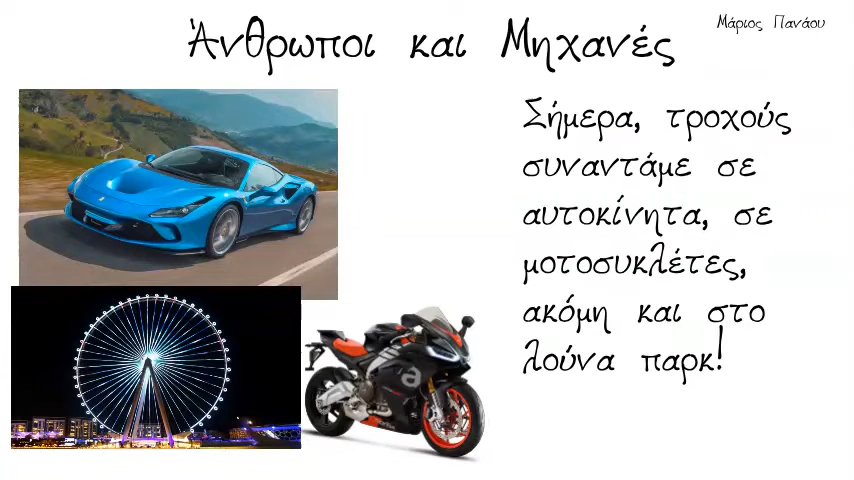 Άνθρωποι και Μηχανές
Μάριος Πανάου
Σήμερα, τροχούς
συναντάμε σε
αυτοκίνητα, σε
μοτοσυκλέτες,
ακόμη και στο
λούνα παρκ!